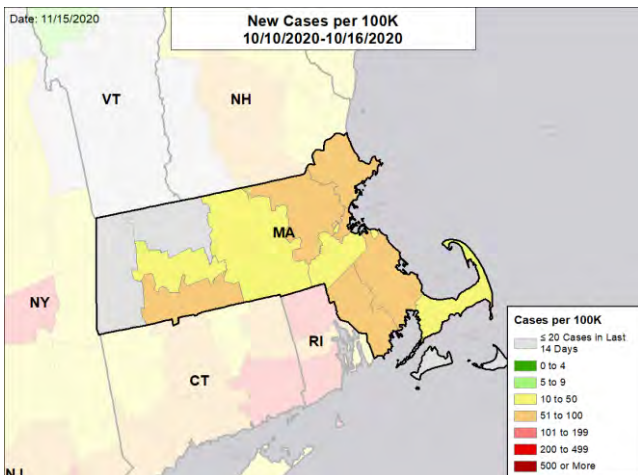 Date: 11/15/2020
New Cases per 100K
10/10/2020-10/16/2020
VT
NH
MA
NY
CT
RI
NJ
Cases per 100K
≤ 20 Cases in Last
14 Days
0 to 4
5 to 9
10 to 50
51 to 100
101 to 199
200 to 499
500 or More